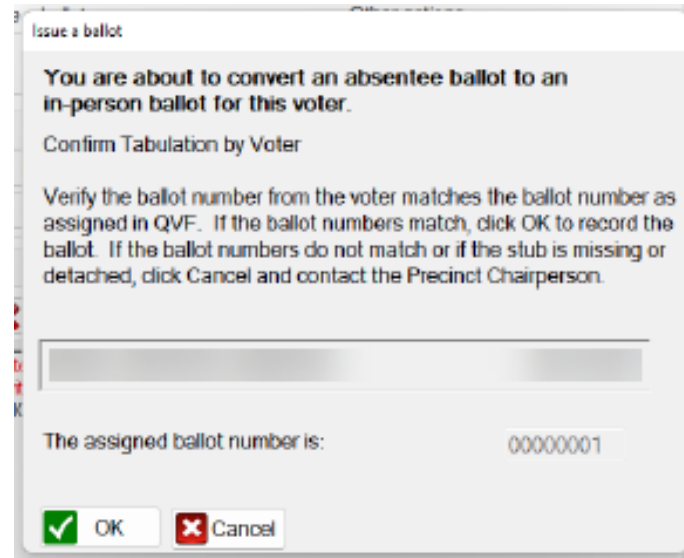 Issue a ballot
You are about to convert an absentee ballot to an
in-person ballot for this voter.
Confirm Tabulation by Voter
Verify the ballot number from the voter matches the ballot number as
assigned in QVF. If the ballot numbers match, click OK to record the
ballot. If the ballot numbers do not match or if the stub is missing or
detached, click Cancel and contact the Precinct Chairperson.
The assigned ballot number is: 00000001
OK Cancel